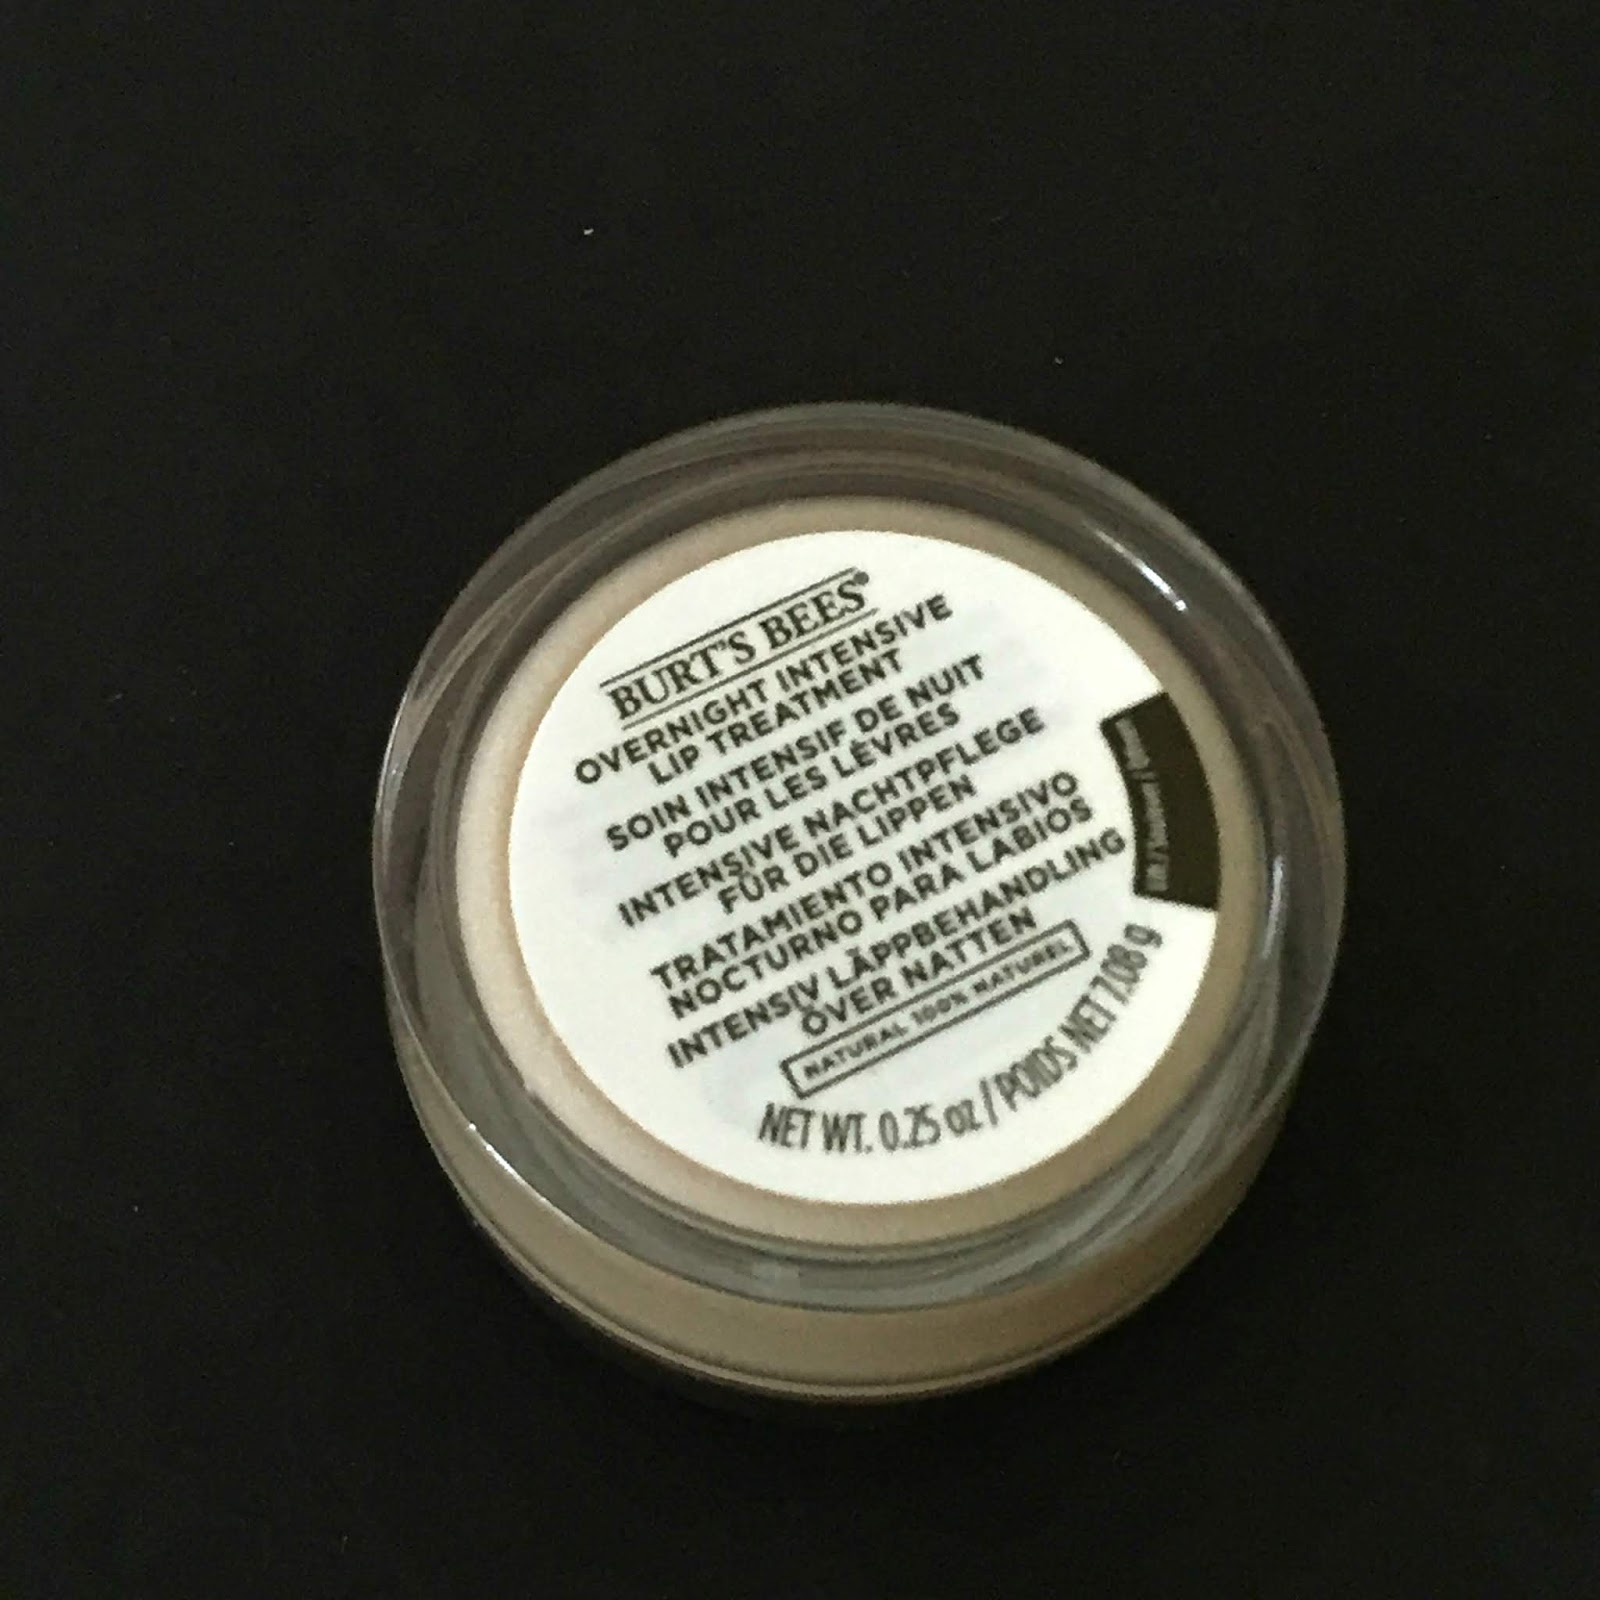 BURT'S BEES®
OVERNIGHT INTENSIVE
LIP TREATMENT
SOIN INTENSIF DE NUIT
POUR LES LÈVRES
INTENSIVE NACHTPFLEGE
FÜR DIE LIPPEN
TRATAMIENTO INTENSIVO
NOCTURNO PARA LABIOS
INTENSIV LÄPPBEHANDLING
ÖVER NATTEN
NATURAL 100% NATUREL
NET WT. 0.25 oz / POIDS NET 7.08 g